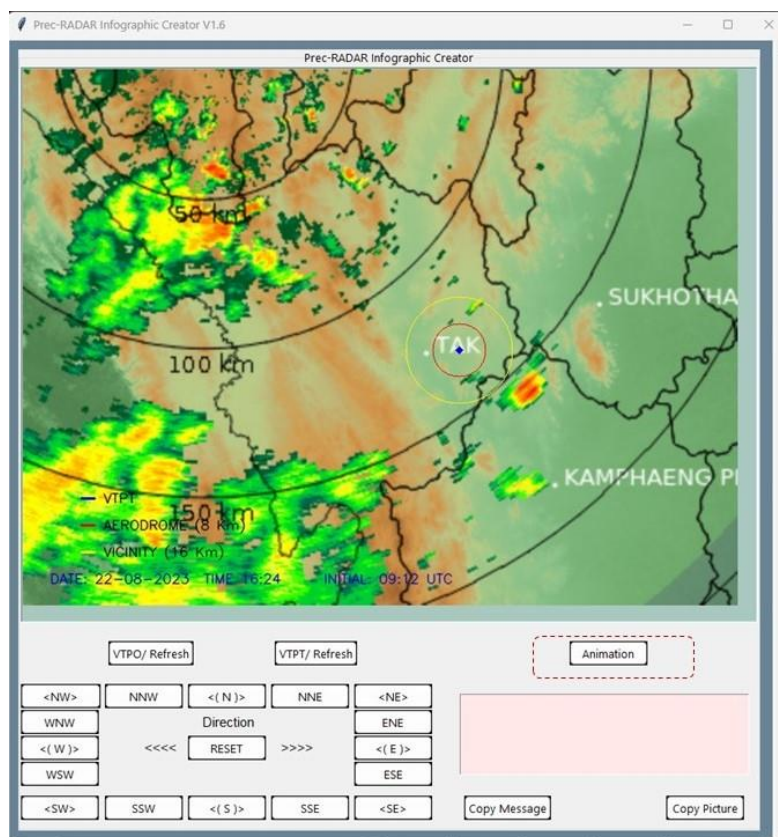 Prec-RADAR Infographic Creator V1.6
Prec-RADAR Infographic Creator
50 km
SUKHOTHA
TAK
100 km
KAMPHAENG P
VTPT
150 km
AERODROME (8 Km)
VICINITY (16 Km)
DATE: 22-08-2023 TIME 16:24 INITIAL: 09:12 UTC
VTPO/ Refresh VTPT/ Refresh Animation
<NW> NNW <( N )> NNE <NE>
WNW Direction ENE
<( W )> <<<< RESET >>>> <( E )>
WSW ESE
<SW> SSW <( S )> SSE <SE> Copy Message Copy Picture